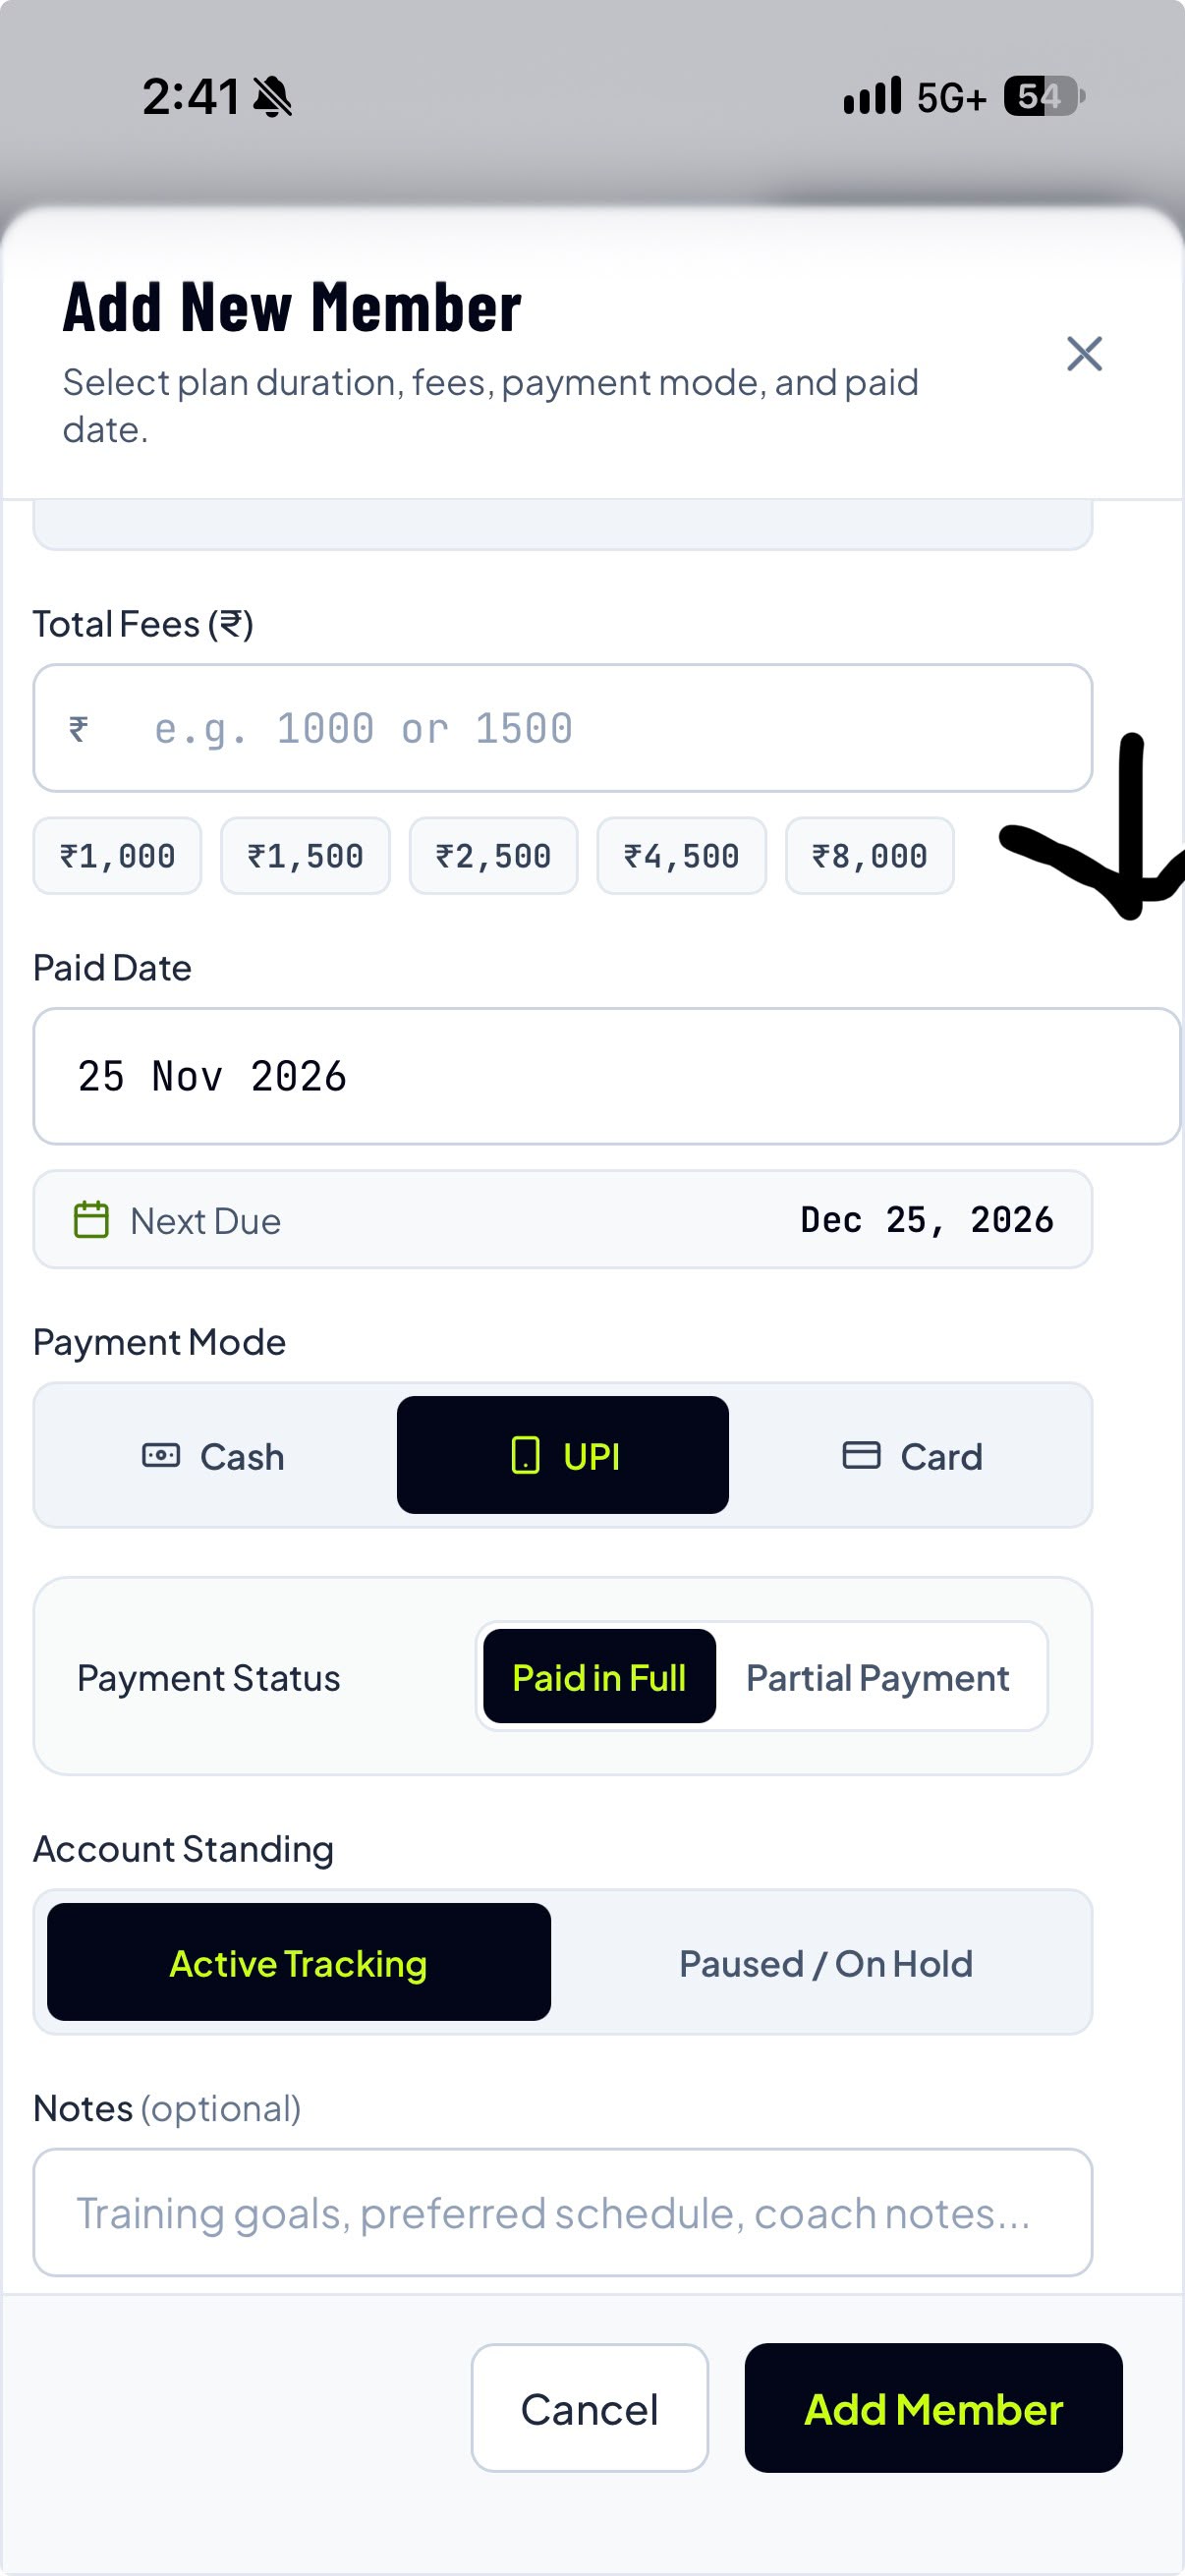 2:41 5G+ 54
Add New Member
Select plan duration, fees, payment mode, and paid
date.
Total Fees (₹)
₹ e.g. 1000 or 1500
₹1,000 ₹1,500 ₹2,500 ₹4,500 ₹8,000
Paid Date
25 Nov 2026
Next Due Dec 25, 2026
Payment Mode
Cash UPI Card
Payment Status Paid in Full Partial Payment
Account Standing
Active Tracking Paused / On Hold
Notes (optional)
Training goals, preferred schedule, coach notes...
Cancel Add Member